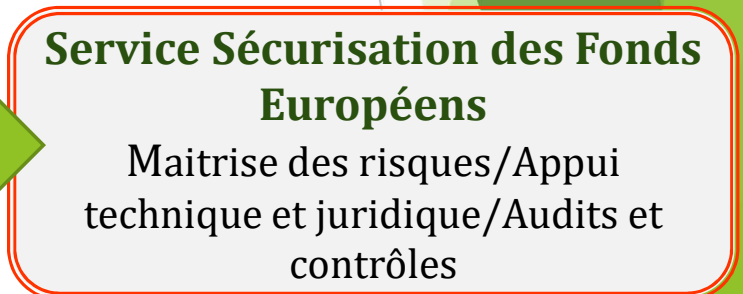 Service Sécurisation des Fonds
Européens
Maitrise des risques/Appui
technique et juridique/Audits et
contrôles